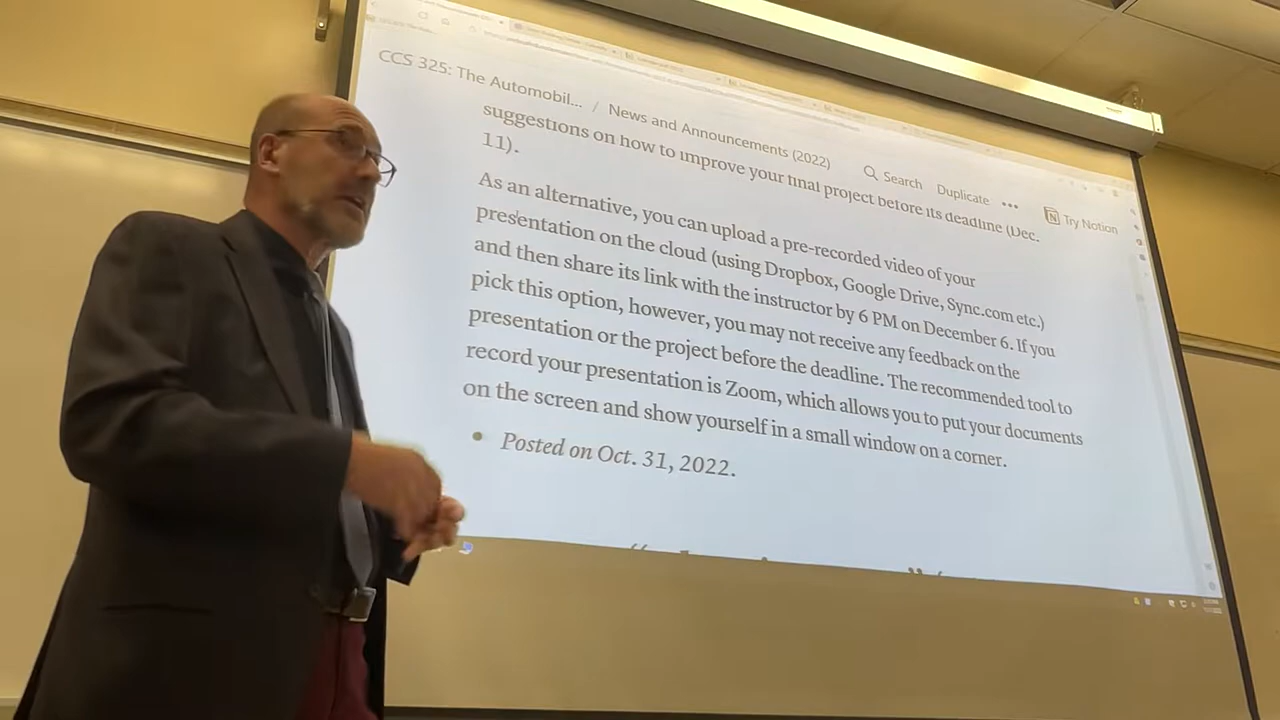 CCS 325: The Automobil... / News and Announcements (2022)
Search Duplicate ••• Try Notion
suggestions on how to improve your final project before its deadline (Dec.
11).
As an alternative, you can upload a pre-recorded video of your
presentation on the cloud (using Dropbox, Google Drive, Sync.com etc.)
and then share its link with the instructor by 6 PM on December 6. If you
pick this option, however, you may not receive any feedback on the
presentation or the project before the deadline. The recommended tool to
record your presentation is Zoom, which allows you to put your documents
on the screen and show yourself in a small window on a corner.
• Posted on Oct. 31, 2022.